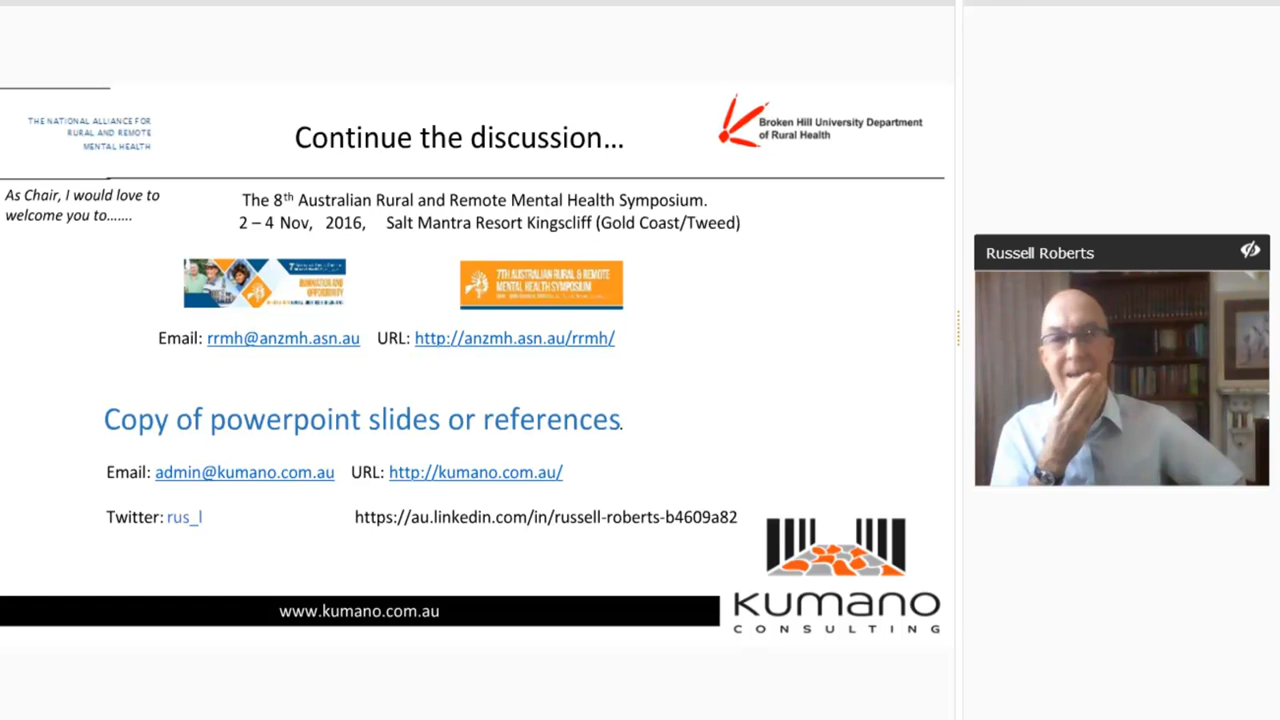 THE NATIONAL ALLIANCE FOR
RURAL AND REMOTE
MENTAL HEALTH
Continue the discussion...
Broken Hill University Department
of Rural Health
As Chair, I would love to
welcome you to.......
The 8th Australian Rural and Remote Mental Health Symposium.
2 – 4 Nov, 2016, Salt Mantra Resort Kingscliff (Gold Coast/Tweed)
7TH AUSTRALIAN RURAL & REMOTE
MENTAL HEALTH SYMPOSIUM
Email: rrmh@anzmh.asn.au URL: http://anzmh.asn.au/rrmh/
Copy of powerpoint slides or references.
Email: admin@kumano.com.au URL: http://kumano.com.au/
Twitter: rus_l https://au.linkedin.com/in/russell-roberts-b4609a82
www.kumano.com.au
kumano
CONSULTING
Russell Roberts